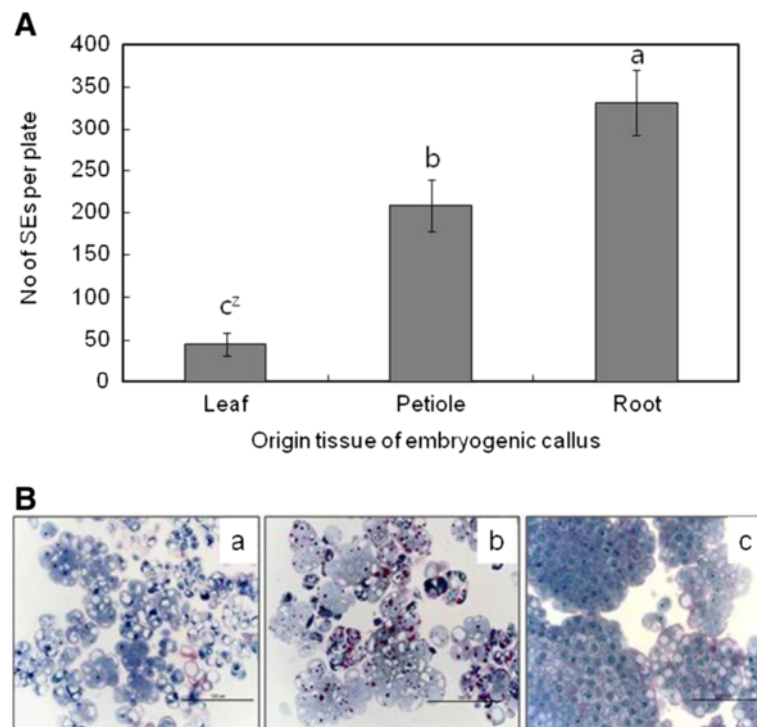 A
400
350
300
250
200
150
100
50
0
No of SEs per plate
cᶻ
b
a
Leaf Petiole Root
Origin tissue of embryogenic callus
B
a b c